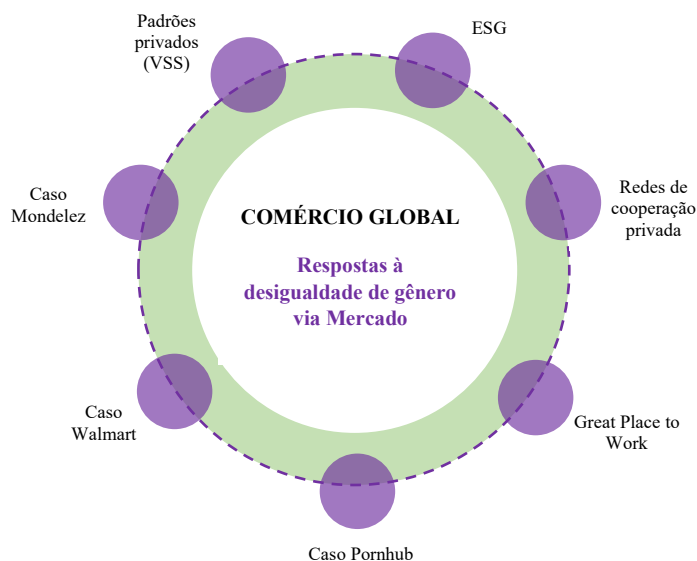 Padrões
privados
(VSS)
ESG
Caso
Mondelez
Redes de
cooperação
privada
COMÉRCIO GLOBAL
Respostas à
desigualdade de gênero
via Mercado
Caso
Walmart
Great Place to
Work
Caso Pornhub